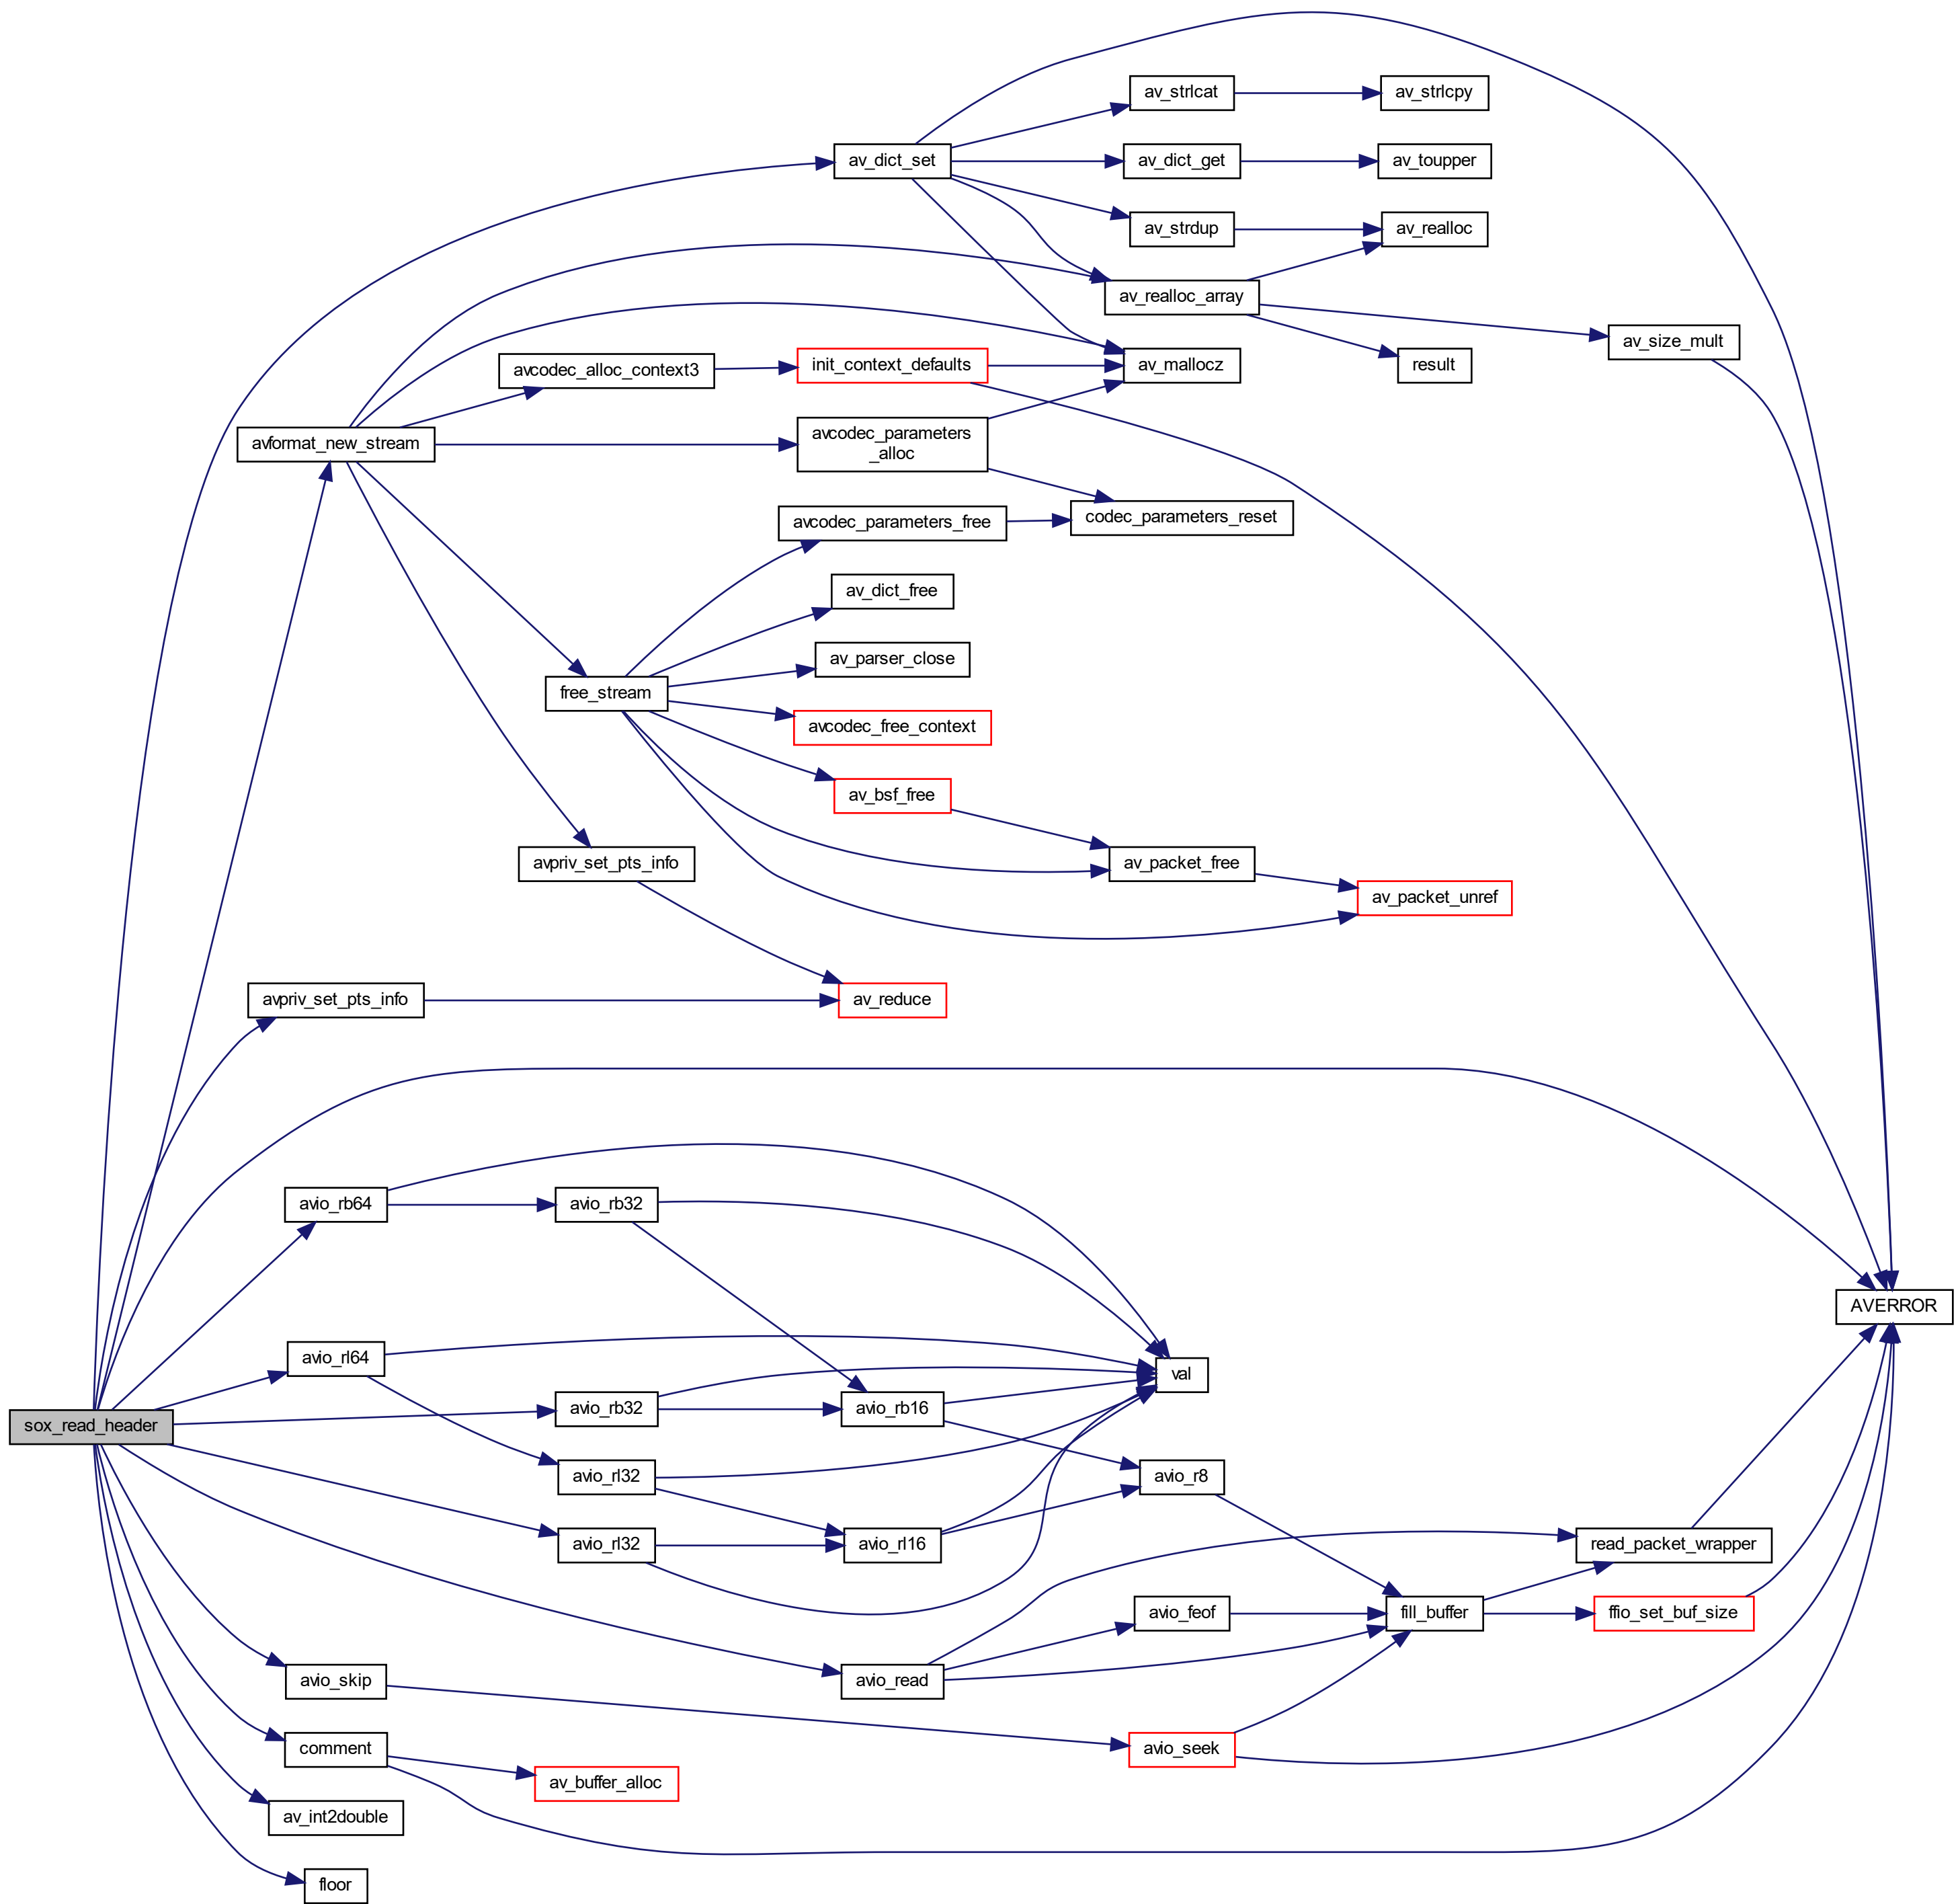 av_strlcat
av_strlcpy
av_dict_set
av_dict_get
av_toupper
av_strdup
av_realloc
av_realloc_array
av_size_mult
avcodec_alloc_context3
init_context_defaults
av_mallocz
result
avformat_new_stream
avcodec_parameters
_alloc
avcodec_parameters_free
codec_parameters_reset
av_dict_free
av_parser_close
free_stream
avcodec_free_context
av_bsf_free
avpriv_set_pts_info
av_packet_free
av_packet_unref
avpriv_set_pts_info
av_reduce
avio_rb64
avio_rb32
AVERROR
avio_rl64
val
avio_rb32
avio_rb16
sox_read_header
avio_rl32
avio_r8
avio_rl32
avio_rl16
read_packet_wrapper
avio_feof
fill_buffer
ffio_set_buf_size
avio_skip
avio_read
comment
avio_seek
av_buffer_alloc
av_int2double
floor